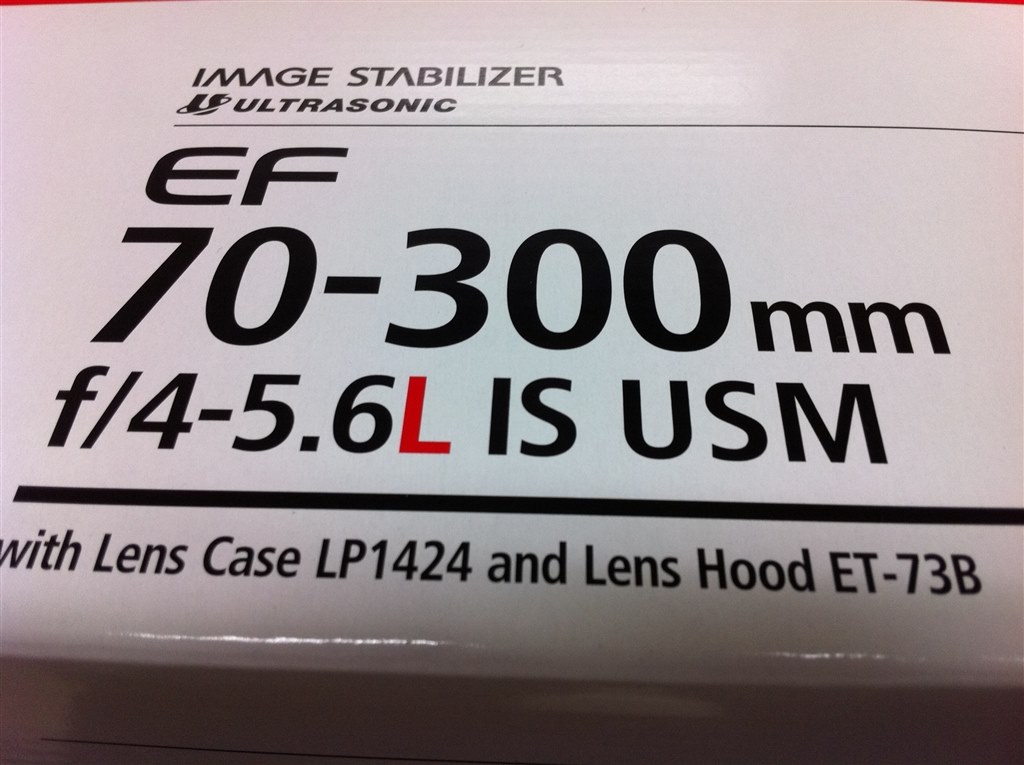 IMAGE STABILIZER
ULTRASONIC
EF
70-300mm
f/4-5.6L IS USM
with Lens Case LP1424 and Lens Hood ET-73B